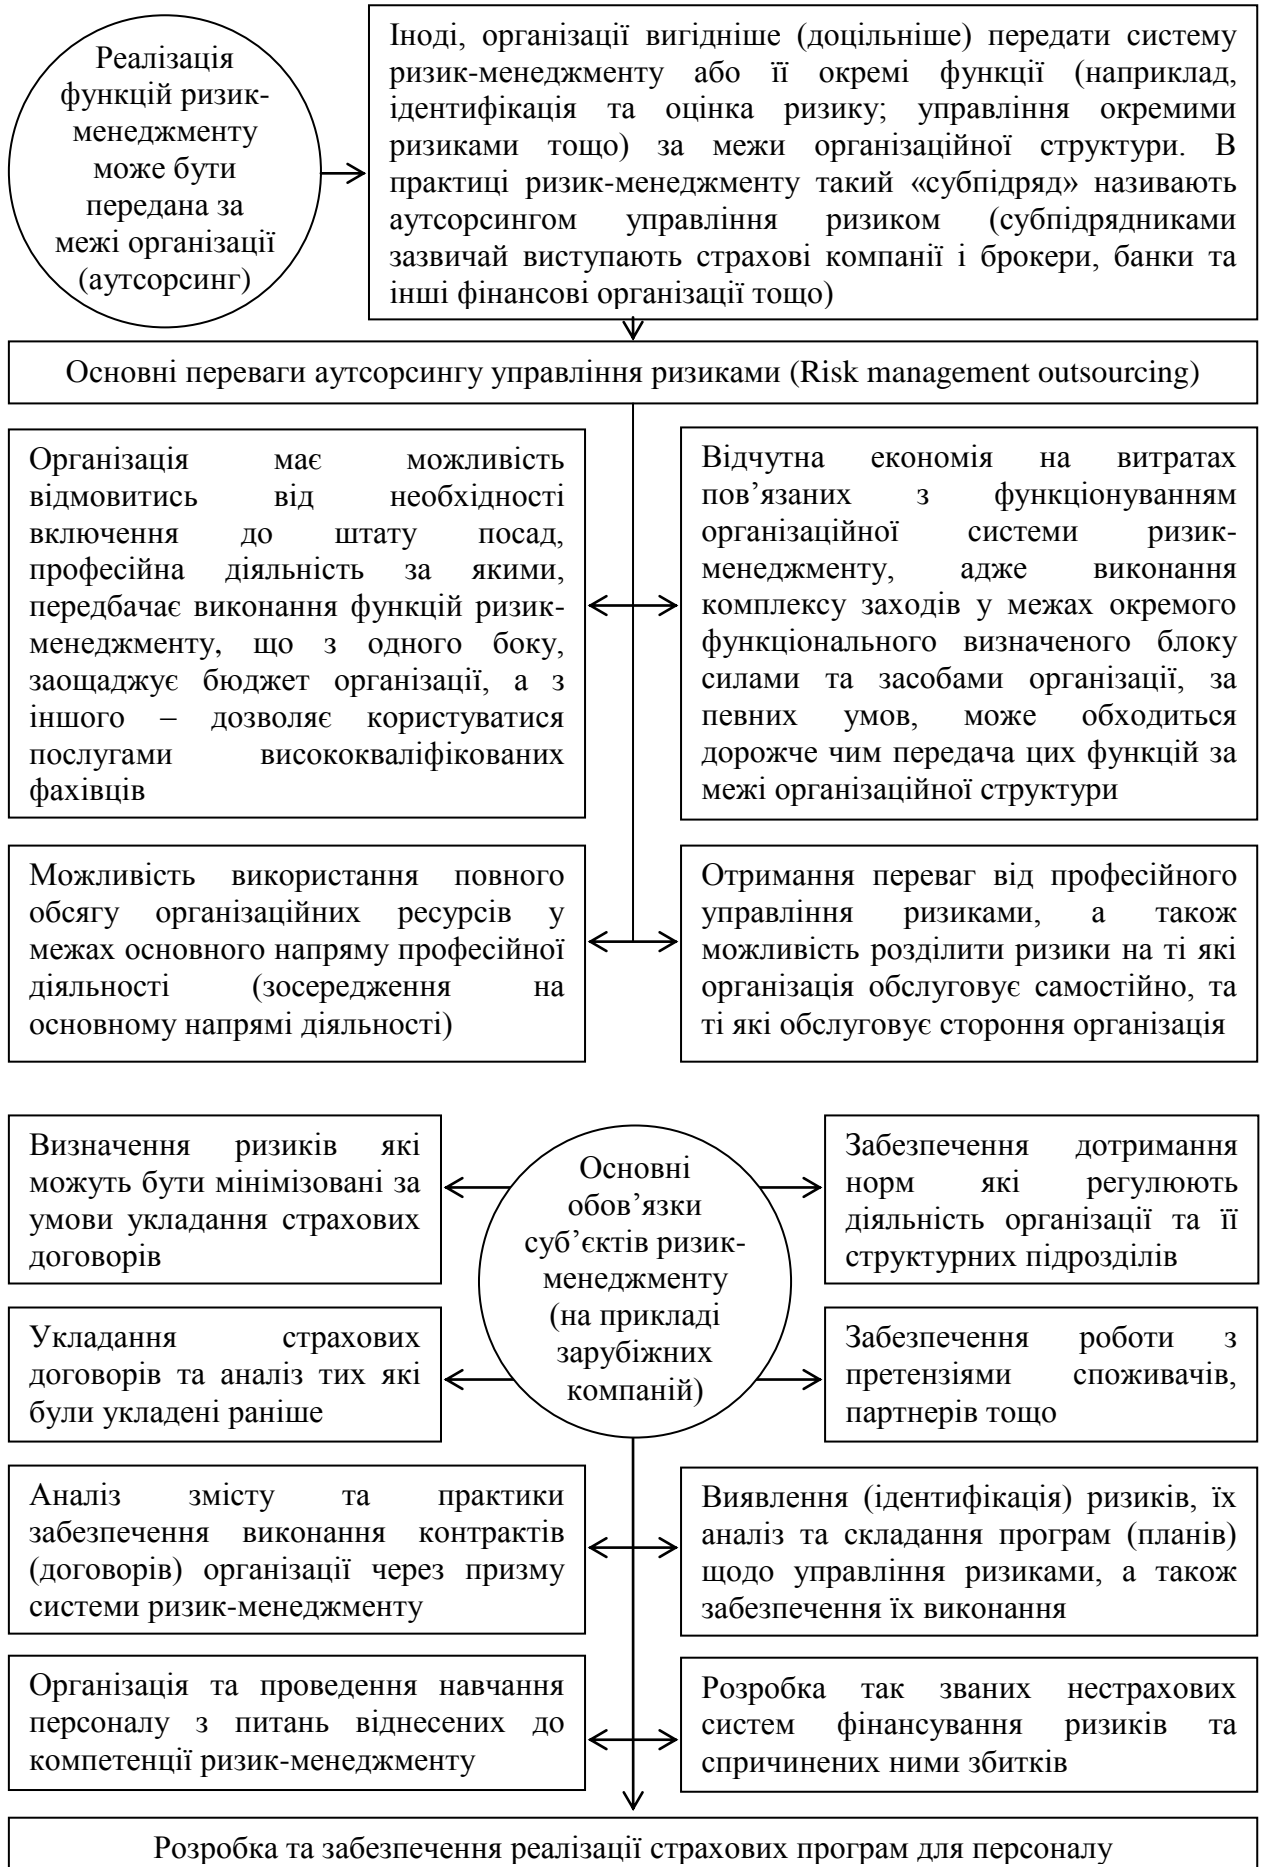 Реалізація
функцій ризик-
менеджменту
може бути
передана за
межі організації
(аутсорсинг)
Іноді, організації вигідніше (доцільніше) передати систему
ризик-менеджменту або її окремі функції (наприклад,
ідентифікація та оцінка ризику; управління окремими
ризиками тощо) за межи організаційної структури. В
практиці ризик-менеджменту такий «субпідряд» називають
аутсорсингом управління ризиком (субпідрядниками
зазвичай виступають страхові компанії і брокери, банки та
інші фінансові організації тощо)
Основні переваги аутсорсингу управління ризиками (Risk management outsourcing)
Організація має можливість
відмовитись від необхідності
включення до штату посад,
професійна діяльність за якими,
передбачає виконання функцій ризик-
менеджменту, що з одного боку,
заощаджує бюджет організації, а з
іншого – дозволяє користуватися
послугами висококваліфікованих
фахівців
Відчутна економія на витратах
пов’язаних з функціонуванням
організаційної системи ризик-
менеджменту, адже виконання
комплексу заходів у межах окремого
функціонального визначеного блоку
силами та засобами організації, за
певних умов, може обходиться
дорожче чим передача цих функцій за
межі організаційної структури
Можливість використання повного
обсягу організаційних ресурсів у
межах основного напряму професійної
діяльності (зосередження на
основному напрямі діяльності)
Отримання переваг від професійного
управління ризиками, а також
можливість розділити ризики на ті які
організація обслуговує самостійно, та
ті які обслуговує стороння організація
Визначення ризиків які
можуть бути мінімізовані за
умови укладання страхових
договорів
Основні
обов’язки
суб’єктів ризик-
менеджменту
(на прикладі
зарубіжних
компаній)
Забезпечення дотримання
норм які регулюють
діяльність організації та її
структурних підрозділів
Укладання страхових
договорів та аналіз тих які
були укладені раніше
Забезпечення роботи з
претензіями споживачів,
партнерів тощо
Аналіз змісту та практики
забезпечення виконання контрактів
(договорів) організації через призму
системи ризик-менеджменту
Виявлення (ідентифікація) ризиків, їх
аналіз та складання програм (планів)
щодо управління ризиками, а також
забезпечення їх виконання
Організація та проведення навчання
персоналу з питань віднесених до
компетенції ризик-менеджменту
Розробка так званих нестрахових
систем фінансування ризиків та
спричинених ними збитків
Розробка та забезпечення реалізації страхових програм для персоналу